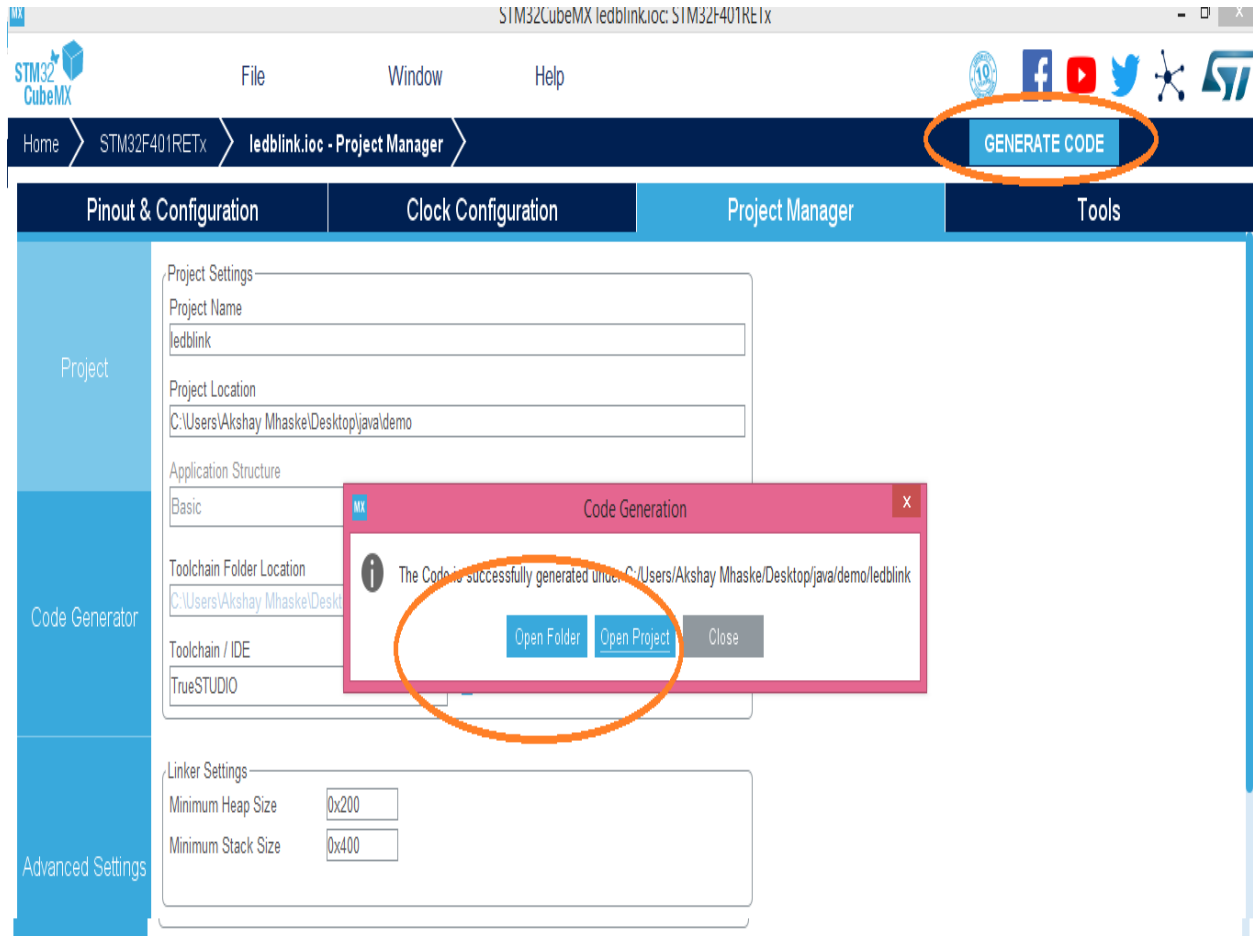 MX
STM32CubeMX ledblink.ioc: STM32F401RETx
STM32
CubeMX
File
Window
Help
10
Home
STM32F401RETx
ledblink.ioc - Project Manager
GENERATE CODE
Pinout & Configuration
Clock Configuration
Project Manager
Tools
Project
Code Generator
Advanced Settings
Project Settings
Project Name
ledblink
Project Location
C:\Users\Akshay Mhaske\Desktop\java\demo
Application Structure
Basic
Toolchain Folder Location
C:\Users\Akshay Mhaske\Deskt
Toolchain / IDE
TrueSTUDIO
MX
Code Generation
X
The Code is successfully generated under C:/Users/Akshay Mhaske/Desktop/java/demo/ledblink
Open Folder
Open Project
Close
Linker Settings
Minimum Heap Size
0x200
Minimum Stack Size
0x400